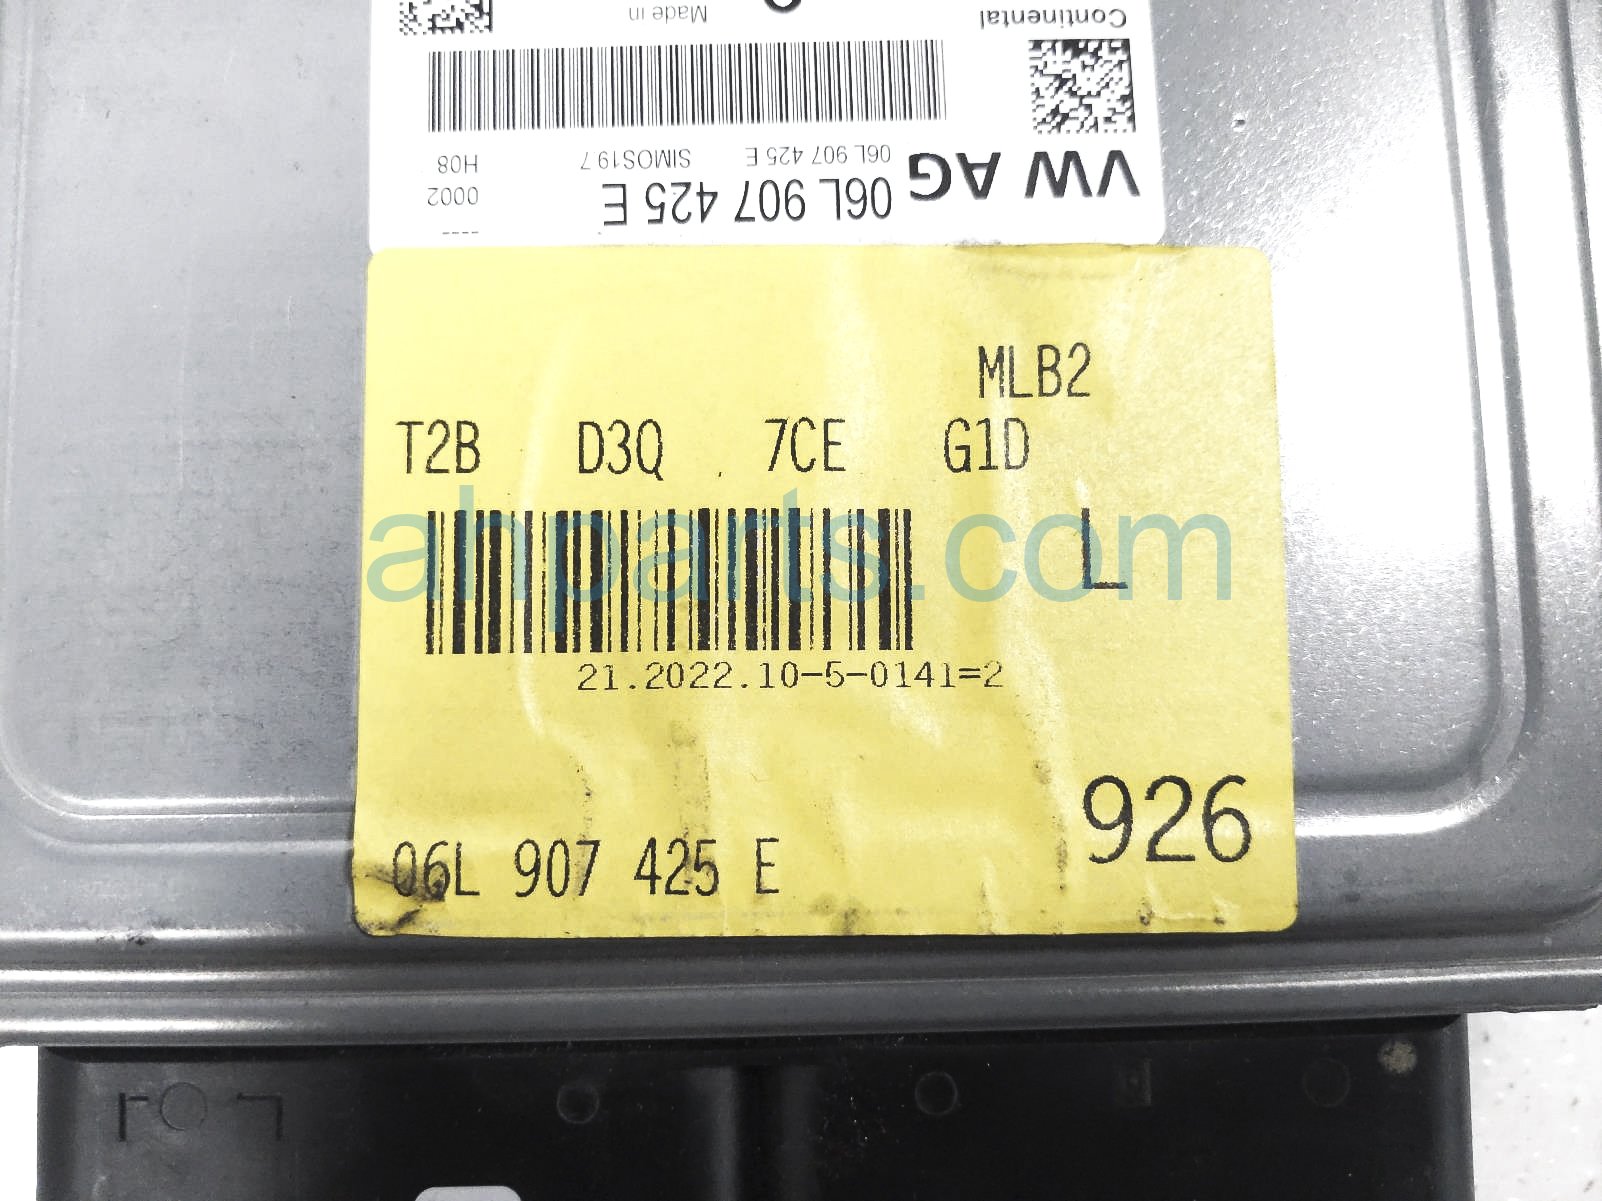 Continental
Made in
VW AG
06L 907 425 E SIMOS19.7 H08
06L 907 425 E 0002
----
MLB2
T2B D3Q 7CE G1D
L
21.2022.10-5-0141=2
926
06L 907 425 E
ahparts.com